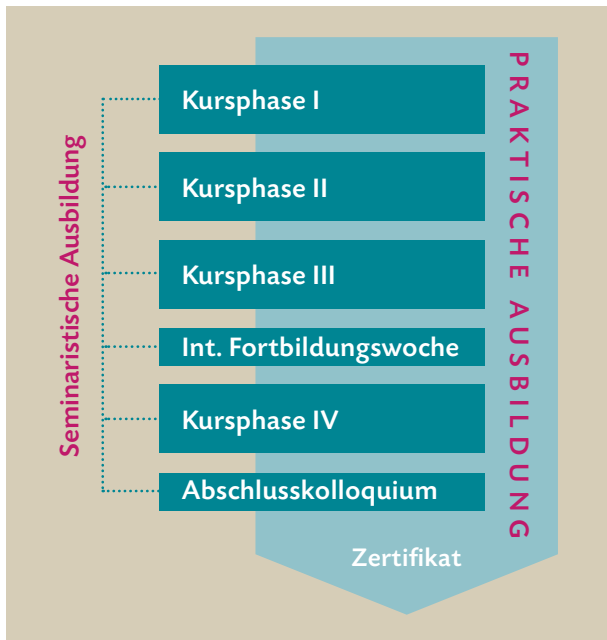 Seminaristische Ausbildung
Kursphase I
Kursphase II
Kursphase III
Int. Fortbildungswoche
Kursphase IV
Abschlusskolloquium
PRAKTISCHE AUSBILDUNG
Zertifikat